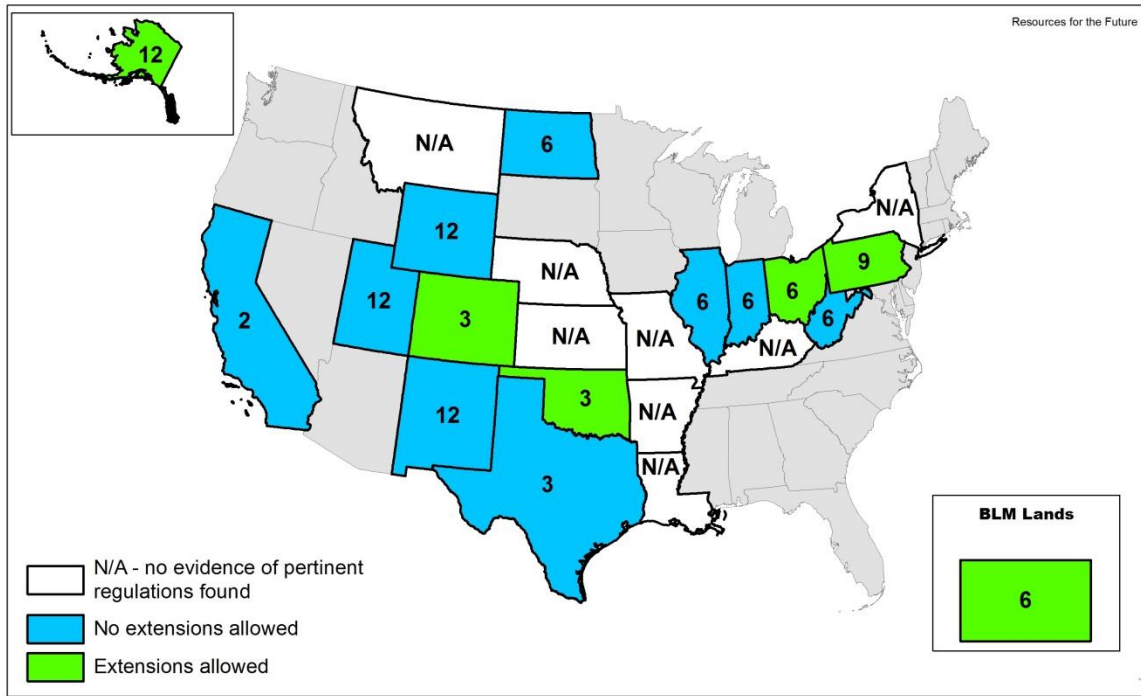 Resources for the Future
12
N/A
6
12
N/A
N/A
9
2
12
3
N/A
6
6
6
6
N/A
N/A
N/A
3
N/A
12
3
N/A
BLM Lands
6
N/A - no evidence of pertinent
regulations found
No extensions allowed
Extensions allowed